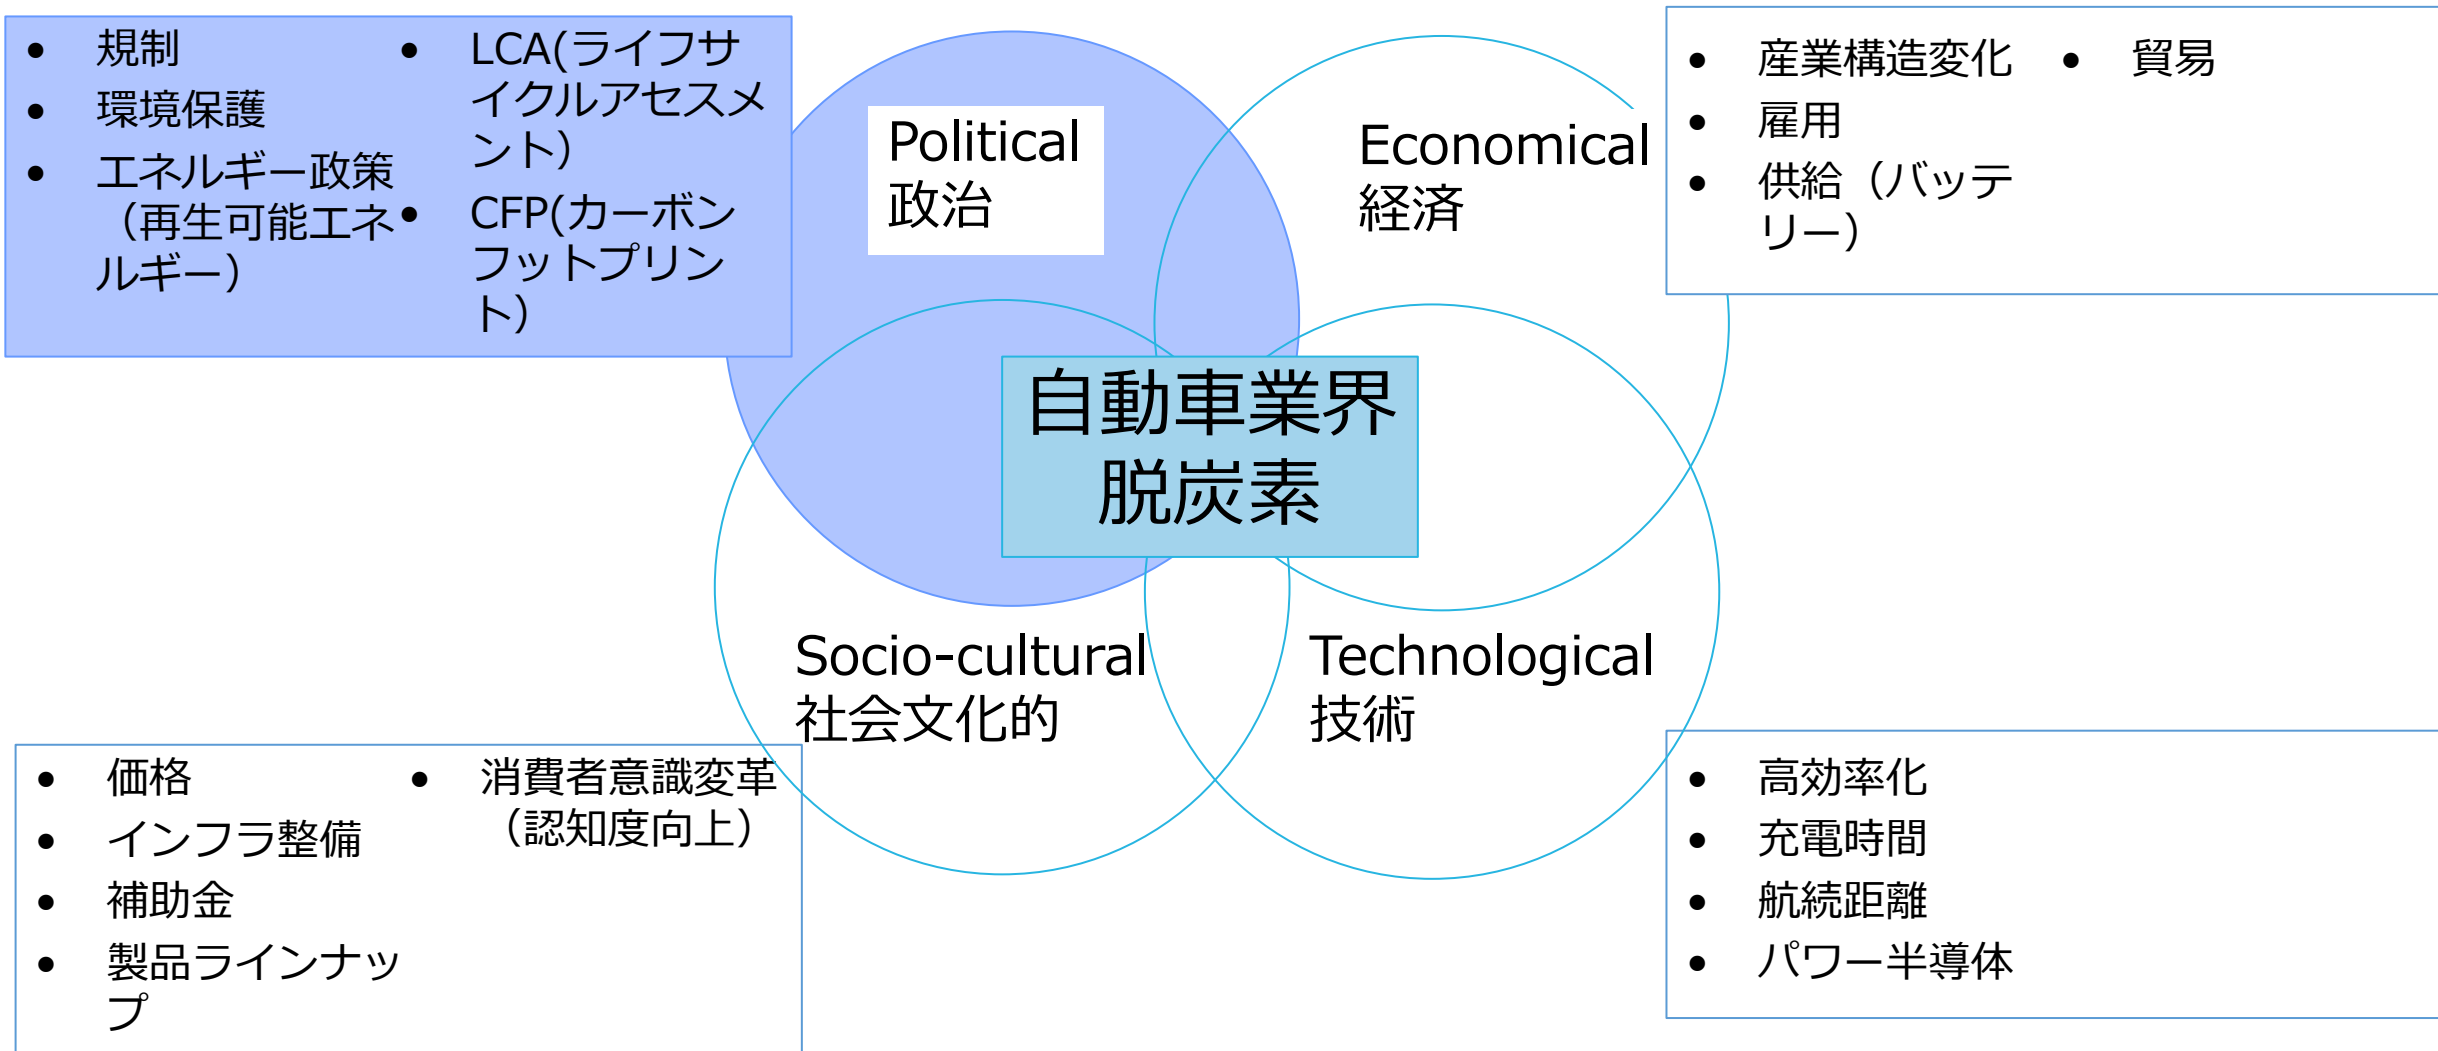 • 規制
• 環境保護
• エネルギー政策
（再生可能エネ
ルギー）
• LCA(ライフサ
イクルアセスメ
ント)
• CFP(カーボン
フットプリン
ト)
Political
政治
Economical
経済
• 産業構造変化
• 雇用
• 供給（バッテ
リー）
• 貿易
自動車業界
脱炭素
Socio-cultural
社会文化的
Technological
技術
• 価格
• インフラ整備
• 補助金
• 製品ラインナッ
プ
• 消費者意識変革
（認知度向上）
• 高効率化
• 充電時間
• 航続距離
• パワー半導体